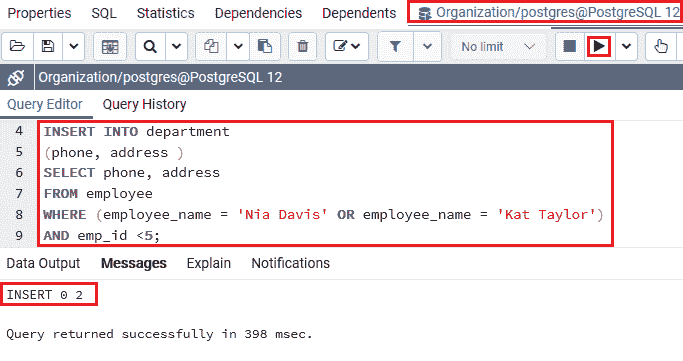 Properties SQL Statistics Dependencies Dependents Organization/postgres@PostgreSQL 12
No limit
Organization/postgres@PostgreSQL 12
Query Editor Query History
4 INSERT INTO department
5 (phone, address )
6 SELECT phone, address
7 FROM employee
8 WHERE (employee_name = 'Nia Davis' OR employee_name = 'Kat Taylor')
9 AND emp_id <5;
Data Output Messages Explain Notifications
INSERT 0 2
Query returned successfully in 398 msec.